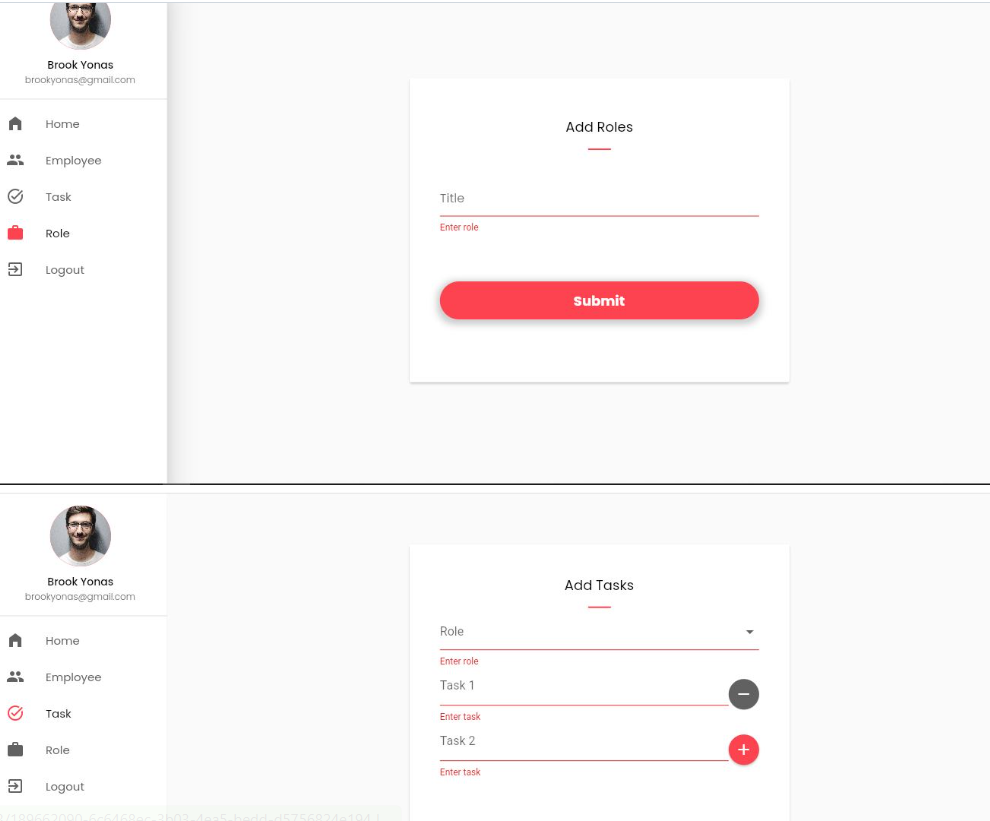 Brook Yonas
brookyonas@gmail.com
Home
Employee
Task
Role
Logout
Add Roles
Title
Enter role
Submit
Brook Yonas
brookyonas@gmail.com
Home
Employee
Task
Role
Logout
Add Tasks
Role
Enter role
Task 1
Enter task
Task 2
Enter task